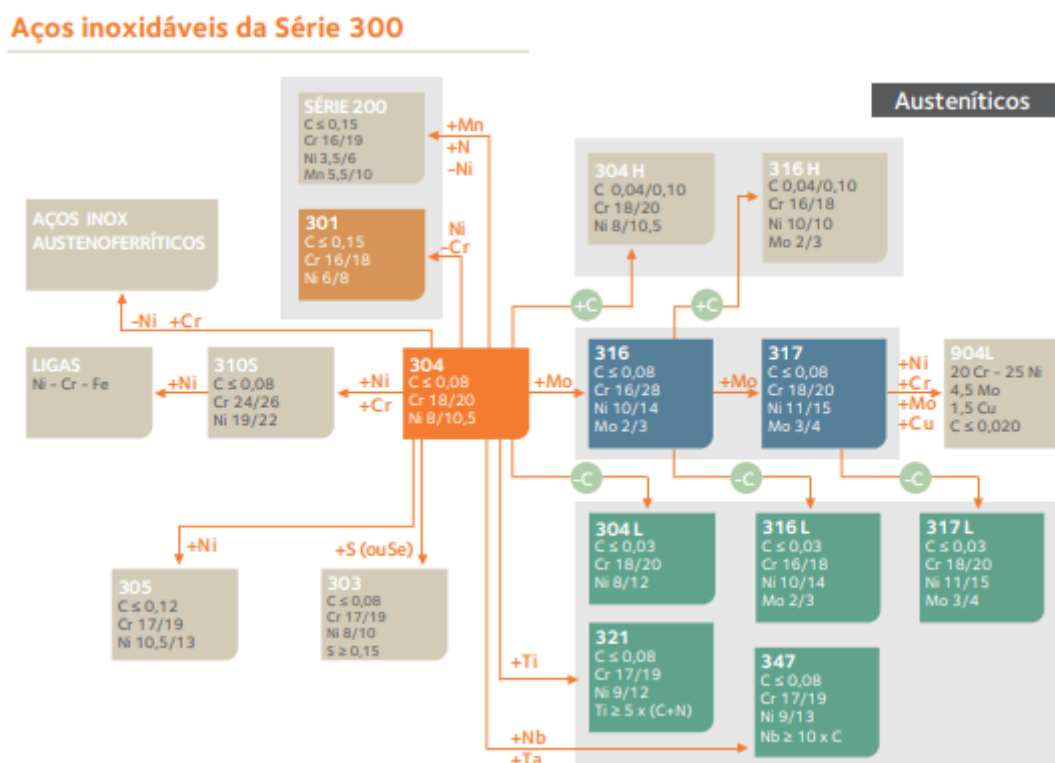 Aços inoxidáveis da Série 300
Austeníticos
SÉRIE 200
C ≤ 0,15
Cr 16/19
Ni 3,5/6
Mn 5,5/10
+Mn
+N
-Ni
301
C ≤ 0,15
Cr 16/18
Ni 6/8
Ni
-Cr
304 H
C 0,04/0,10
Cr 18/20
Ni 8/10,5
316 H
C 0,04/0,10
Cr 16/18
Ni 10/10
Mo 2/3
AÇOS INOX
AUSTENOFERRÍTICOS
-Ni +Cr
+C
+C
LIGAS
Ni - Cr - Fe
+Ni
310S
C ≤ 0,08
Cr 24/26
Ni 19/22
+Ni
+Cr
304
C ≤ 0,08
Cr 18/20
Ni 8/10,5
+Mo
316
C ≤ 0,08
Cr 16/28
Ni 10/14
Mo 2/3
+Mo
317
C ≤ 0,08
Cr 18/20
Ni 11/15
Mo 3/4
+Ni
+Cr
+Mo
+Cu
904L
20 Cr - 25 Ni
4,5 Mo
1,5 Cu
C ≤ 0,020
-C
-C
-C
304 L
C ≤ 0,03
Cr 18/20
Ni 8/12
316 L
C ≤ 0,03
Cr 16/18
Ni 10/14
Mo 2/3
317 L
C ≤ 0,03
Cr 18/20
Ni 11/15
Mo 3/4
+Ni
305
C ≤ 0,12
Cr 17/19
Ni 10,5/13
+S (ou Se)
303
C ≤ 0,08
Cr 17/19
Ni 8/10
S ≥ 0,15
+Ti
321
C ≤ 0,08
Cr 17/19
Ni 9/12
Ti ≥ 5 x (C+N)
347
C ≤ 0,08
Cr 17/19
Ni 9/13
Nb ≥ 10 x C
+Nb
+Ta